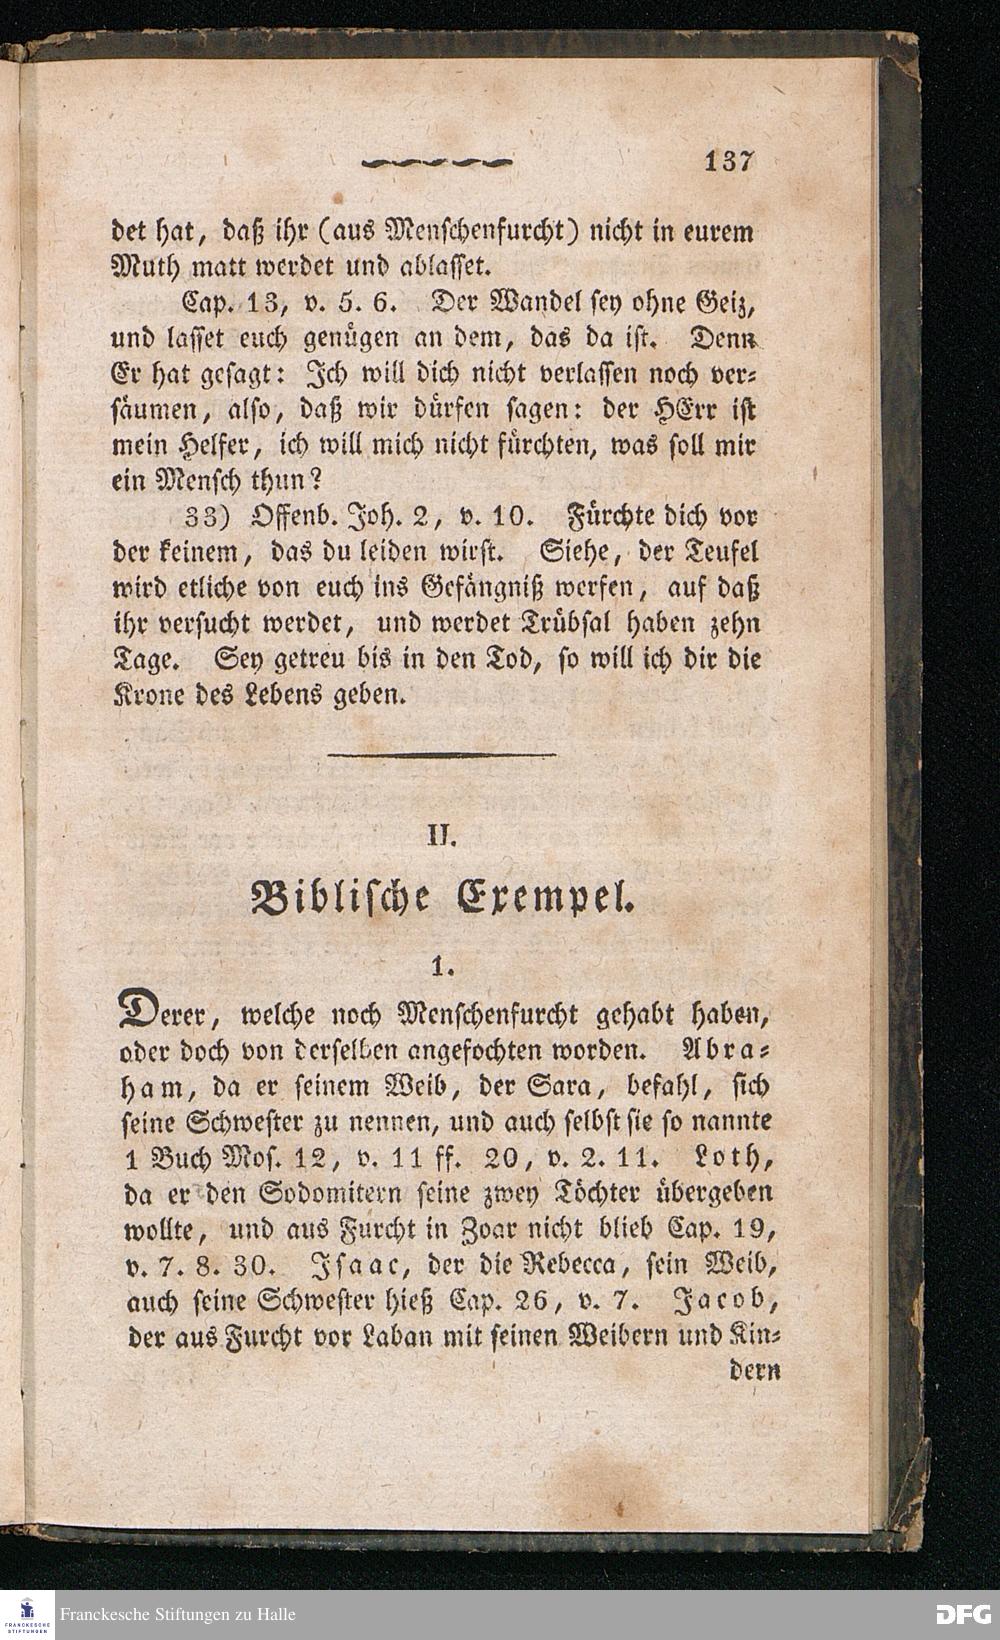 137
det hat, daß ihr (aus Menschenfurcht) nicht in eurem
Muth matt werdet und ablasset.
Cap. 13, v. 5. 6. Der Wandel sey ohne Geiz,
und lasset euch genügen an dem, das da ist. Denn
Er hat gesagt: Ich will dich nicht verlassen noch ver-
säumen, also, daß wir dürfen sagen: der HErr ist
mein Helfer, ich will mich nicht fürchten, was soll mir
ein Mensch thun?
33) Offenb. Joh. 2, v. 10. Fürchte dich vor
der keinem, das du leiden wirst. Siehe, der Teufel
wird etliche von euch ins Gefängniß werfen, auf daß
ihr versucht werdet, und werdet Trübsal haben zehn
Tage. Sey getreu bis in den Tod, so will ich dir die
Krone des Lebens geben.
II.
Biblische Exempel.
1.
Derer, welche noch Menschenfurcht gehabt haben,
oder doch von derselben angefochten worden. Abra-
ham, da er seinem Weib, der Sara, befahl, sich
seine Schwester zu nennen, und auch selbst sie so nannte
1 Buch Mos. 12, v. 11 ff. 20, v. 2. 11. Loth,
da er den Sodomitern seine zwey Töchter übergeben
wollte, und aus Furcht in Zoar nicht blieb Cap. 19,
v. 7. 8. 30. Isaac, der die Rebecca, sein Weib,
auch seine Schwester hieß Cap. 26, v. 7. Jacob,
der aus Furcht vor Laban mit seinen Weibern und Kin-
dern
FRANCKESCHE
STIFTUNGEN
Franckesche Stiftungen zu Halle
DFG